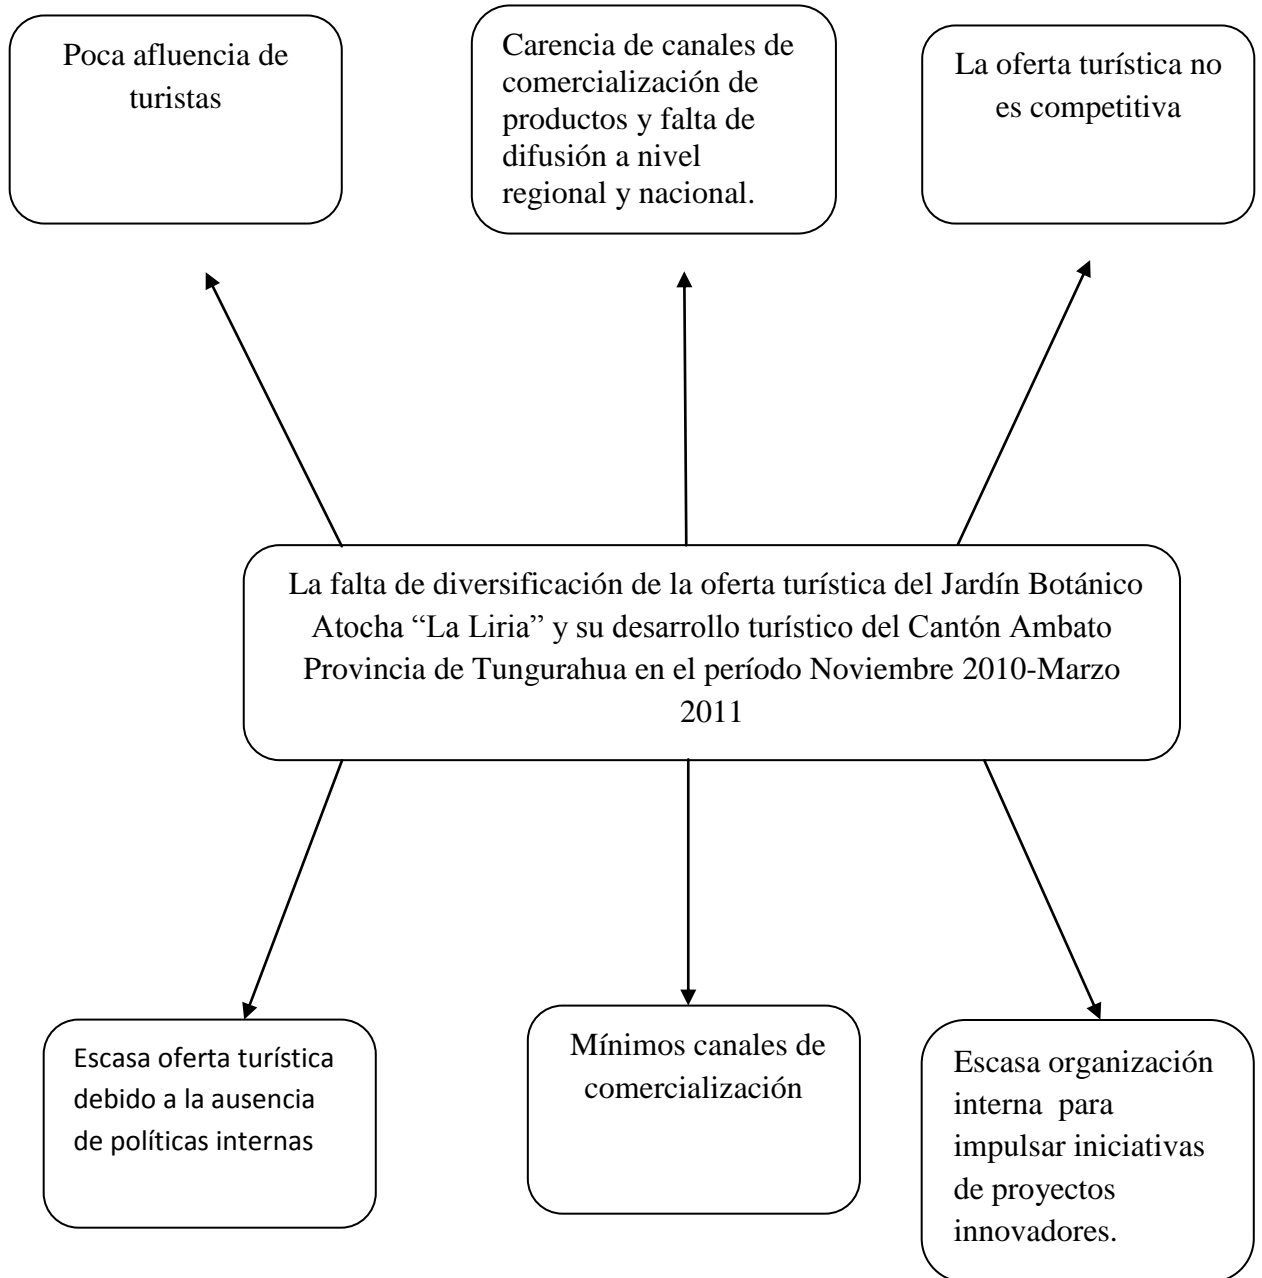 Poca afluencia de
turistas
Carencia de canales de
comercialización de
productos y falta de
difusión a nivel
regional y nacional.
La oferta turística no
es competitiva
La falta de diversificación de la oferta turística del Jardín Botánico
Atocha “La Liria” y su desarrollo turístico del Cantón Ambato
Provincia de Tungurahua en el período Noviembre 2010-Marzo
2011
Escasa oferta turística
debido a la ausencia
de políticas internas
Mínimos canales de
comercialización
Escasa organización
interna  para
impulsar iniciativas
de proyectos
innovadores.